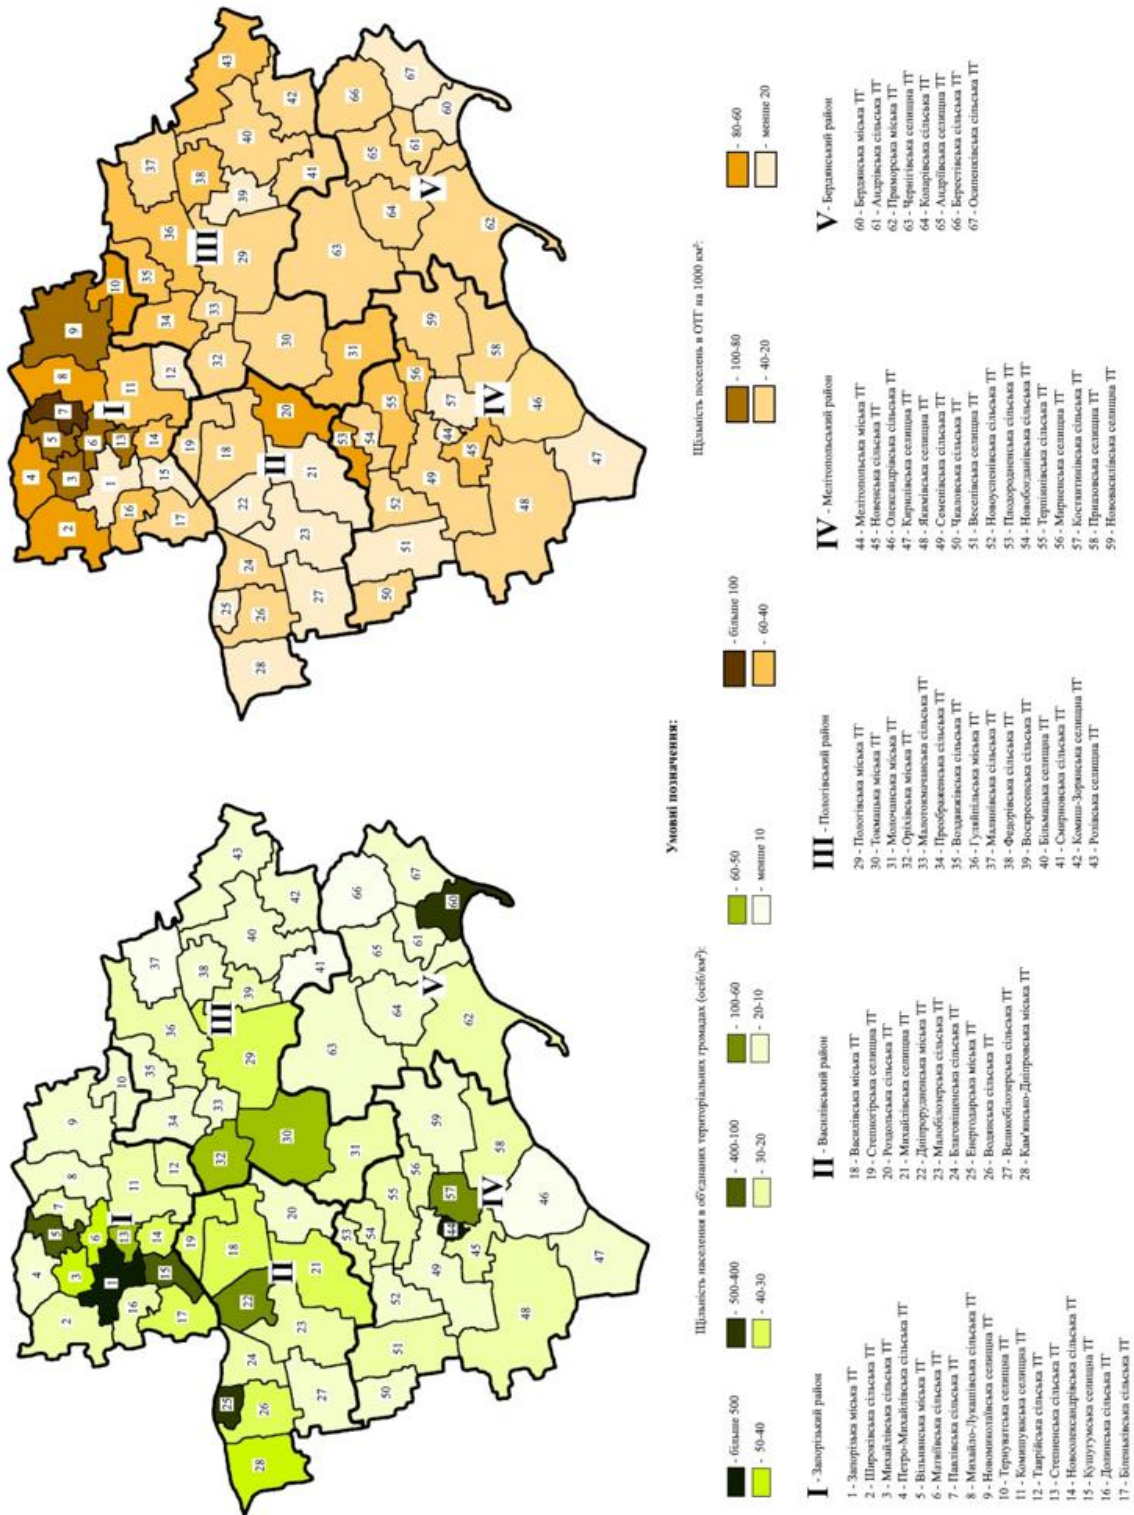 Умовні позначення:
Щільність населення в об'єднаних територіальних громадах (осіб/км²):
- більше 500
- 500-400
- 400-100
- 100-60
- 60-50
- 50-40
- 40-30
- 30-20
- 20-10
- менше 10
Щільність поселень в ОТГ на 1000 км²:
- більше 100
- 100-80
- 80-60
- 60-40
- 40-20
- менше 20
I - Запорізький район
1 - Запорізька міська ТГ
2 - Широківська сільська ТГ
3 - Михайлівська сільська ТГ
4 - Петро-Михайлівська сільська ТГ
5 - Вільнянська міська ТГ
6 - Матвіївська сільська ТГ
7 - Павлівська сільська ТГ
8 - Михайло-Лукашівська сільська ТГ
9 - Новомиколаївська селищна ТГ
10 - Тернуватська селищна ТГ
11 - Комишуваська селищна ТГ
12 - Таврійська сільська ТГ
13 - Степненська сільська ТГ
14 - Новоолександрівська сільська ТГ
15 - Кушугумська селищна ТГ
16 - Долинська сільська ТГ
17 - Біленьківська сільська ТГ
II - Василівський район
18 - Василівська міська ТГ
19 - Степногірська селищна ТГ
20 - Роздольська сільська ТГ
21 - Михайлівська селищна ТГ
22 - Дніпрорудненська міська ТГ
23 - Малобілозерська сільська ТГ
24 - Благовіщенська сільська ТГ
25 - Енергодарська міська ТГ
26 - Водянська сільська ТГ
27 - Великобілозерська сільська ТГ
28 - Кам'янсько-Дніпровська міська ТГ
III - Пологівський район
29 - Пологівська міська ТГ
30 - Токмацька міська ТГ
31 - Молочанська міська ТГ
32 - Оріхівська міська ТГ
33 - Малотокмачанська сільська ТГ
34 - Преображенська сільська ТГ
35 - Воздвижівська сільська ТГ
36 - Гуляйпільська міська ТГ
37 - Малинівська сільська ТГ
38 - Федорівська сільська ТГ
39 - Воскресенська сільська ТГ
40 - Більмацька селищна ТГ
41 - Смирновська сільська ТГ
42 - Комиш-Зорянська селищна ТГ
43 - Розівська селищна ТГ
IV - Мелітопольський район
44 - Мелітопольська міська ТГ
45 - Новенська сільська ТГ
46 - Олександрівська сільська ТГ
47 - Кирилівська селищна ТГ
48 - Якимівська селищна ТГ
49 - Семенівська сільська ТГ
50 - Чкаловська сільська ТГ
51 - Веселівська селищна ТГ
52 - Новоуспенівська сільська ТГ
53 - Плодородненська сільська ТГ
54 - Новобогданівська сільська ТГ
55 - Терпіннівська сільська ТГ
56 - Мирненська селищна ТГ
57 - Костянтинівська сільська ТГ
58 - Приазовська селищна ТГ
59 - Нововасилівська селищна ТГ
V - Бердянський район
60 - Бердянська міська ТГ
61 - Андрівська сільська ТГ
62 - Приморська міська ТГ
63 - Чернігівська селищна ТГ
64 - Коларівська сільська ТГ
65 - Андріївська селищна ТГ
66 - Берестівська сільська ТГ
67 - Осипенківська сільська ТГ